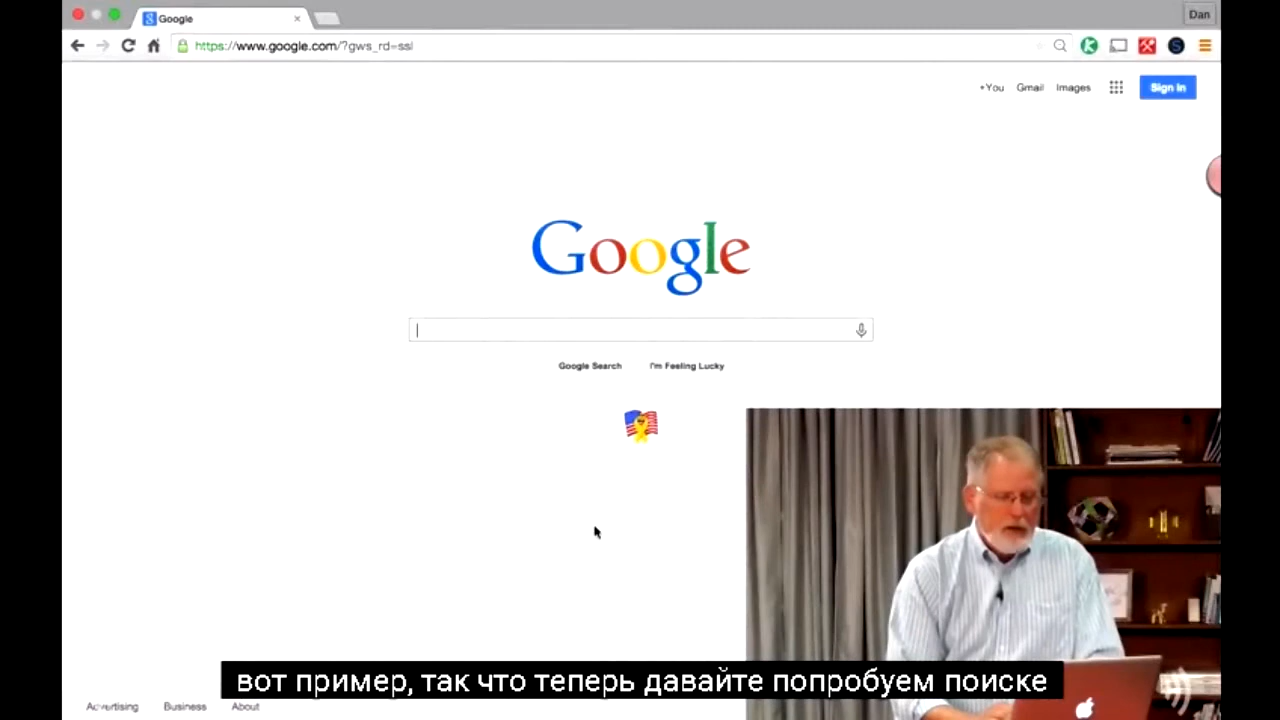 Google
Dan
https://www.google.com/?gws_rd=ssl
+You Gmail Images Sign in
Google
Google Search I'm Feeling Lucky
вот пример, так что теперь давайте попробуем поиске
Advertising Business About